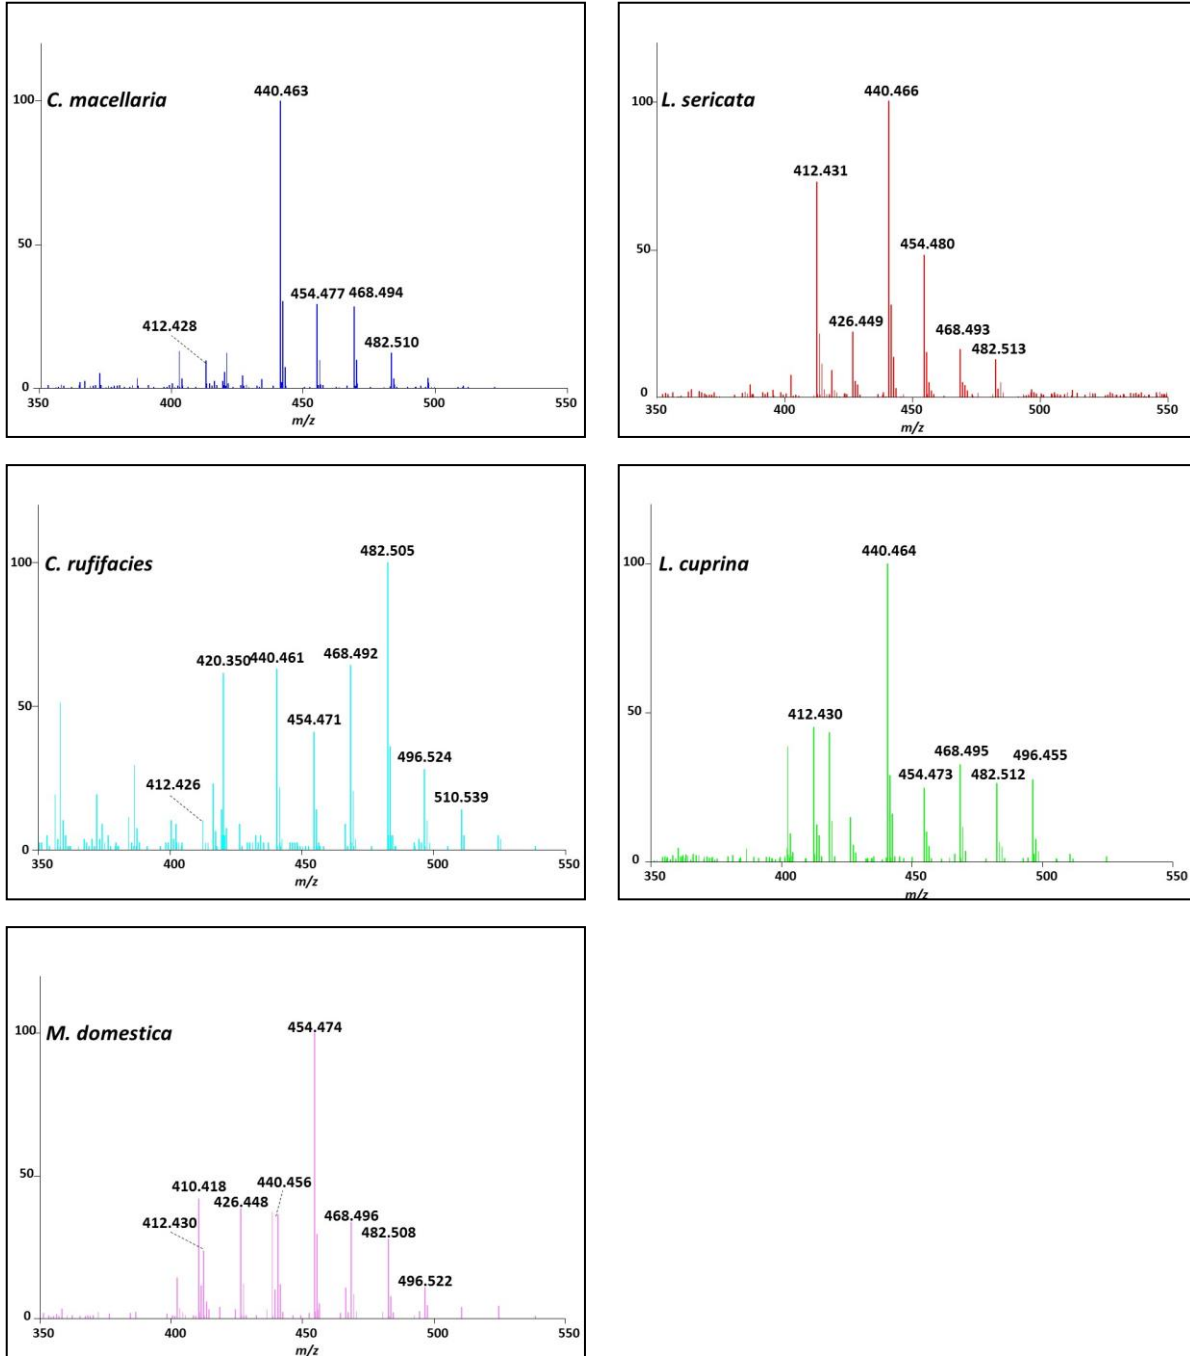 C. macellaria
440.463
412.428
454.477 468.494
482.510
100
50
0
350 400 450 500 550
m/z
L. sericata
440.466
412.431
454.480
426.449
468.493
482.513
100
50
0
350 400 450 500 550
m/z
C. rufifacies
482.505
420.350 440.461 468.492
454.471
496.524
412.426
510.539
100
50
0
350 400 450 500 550
m/z
L. cuprina
440.464
412.430
468.495 496.455
454.473 482.512
100
50
0
350 400 450 500 550
m/z
M. domestica
454.474
410.418 440.456
426.448
412.430
468.496
482.508
496.522
100
50
0
350 400 450 500 550
m/z